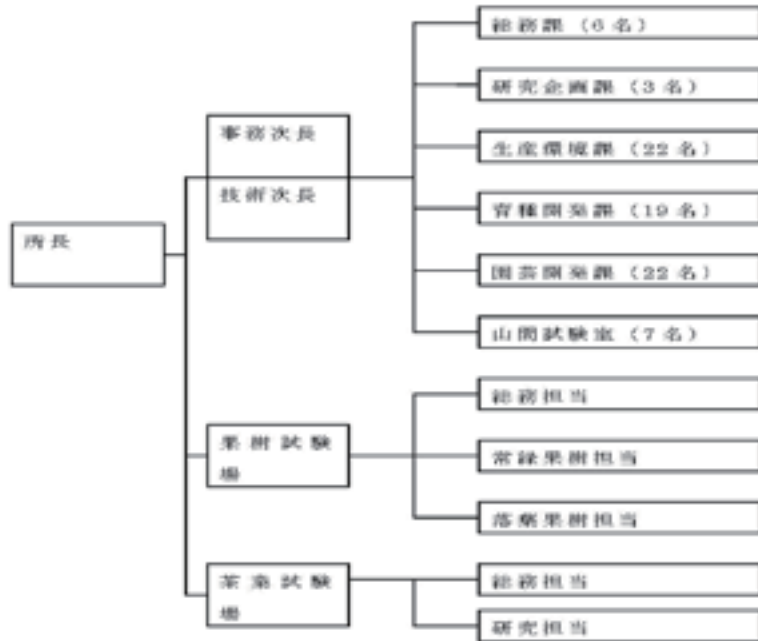 所長
事務次長
技術次長
果樹試験
場
茶業試験
場
総務課（6名）
研究企画課（3名）
生産環境課（22名）
育種開発課（19名）
園芸開発課（22名）
山間試験室（7名）
総務担当
常緑果樹担当
落葉果樹担当
総務担当
研究担当